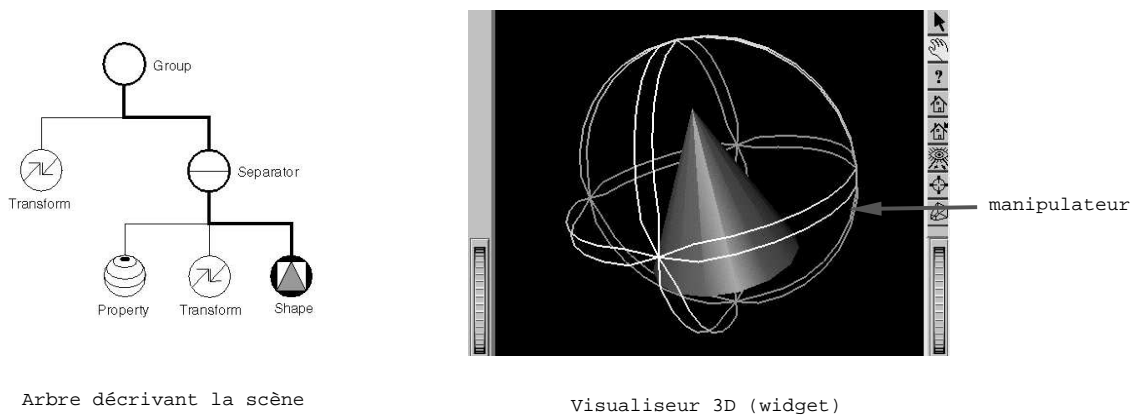 Group
Transform
Separator
Property
Transform
Shape
?
manipulateur
Arbre décrivant la scène
Visualiseur 3D (widget)